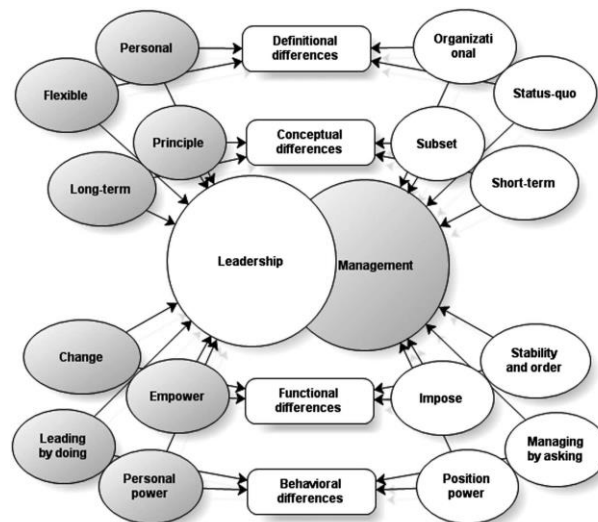 Personal
Definitional
differences
Organizati
onal
Flexible
Status-quo
Principle
Conceptual
differences
Subset
Long-term
Short-term
Leadership
Management
Change
Stability
and order
Empower
Functional
differences
Impose
Leading
by doing
Managing
by asking
Personal
power
Behavioral
differences
Position
power